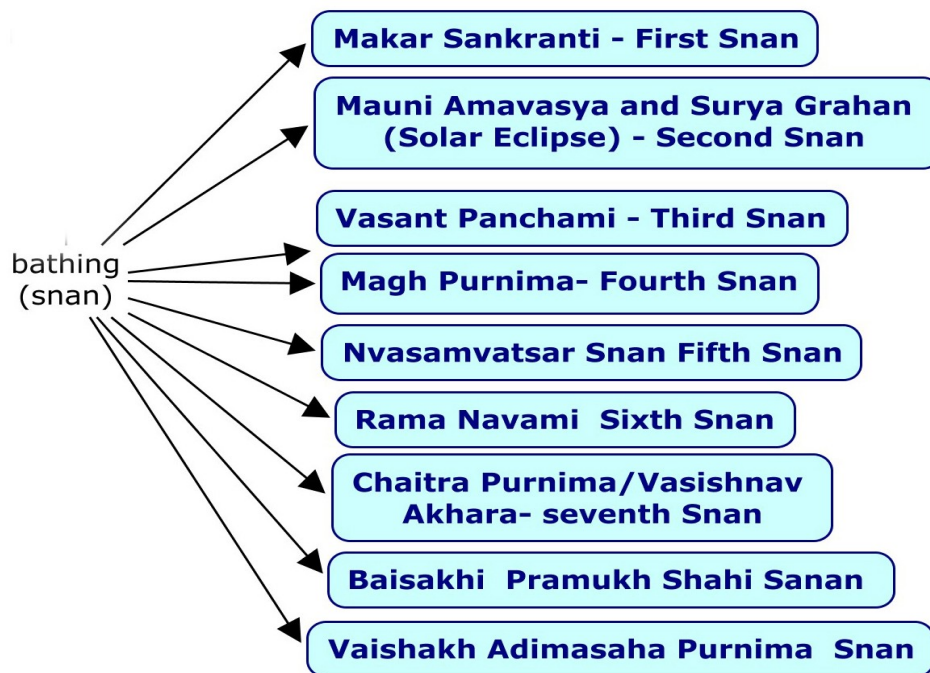 Makar Sankranti - First Snan
Mauni Amavasya and Surya Grahan
(Solar Eclipse) - Second Snan
Vasant Panchami - Third Snan
bathing
(snan)
Magh Purnima- Fourth Snan
Nvasamvatsar Snan Fifth Snan
Rama Navami Sixth Snan
Chaitra Purnima/Vasishnav
Akhara- seventh Snan
Baisakhi Pramukh Shahi Sanan
Vaishakh Adimasaha Purnima Snan